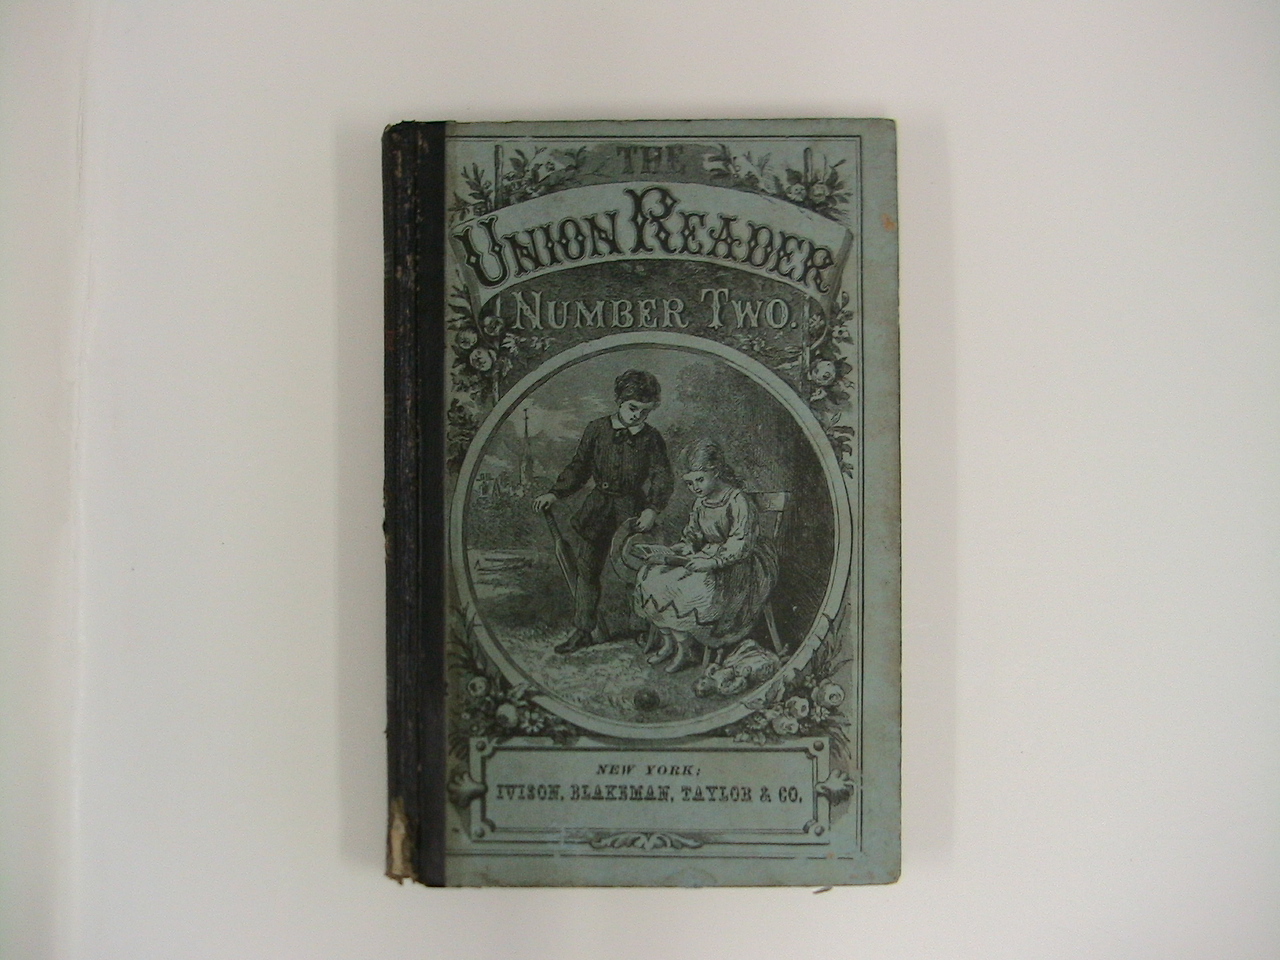 THE
UNION READER
NUMBER TWO.
NEW YORK:
IVISON, BLAKEMAN, TAYLOR & CO.